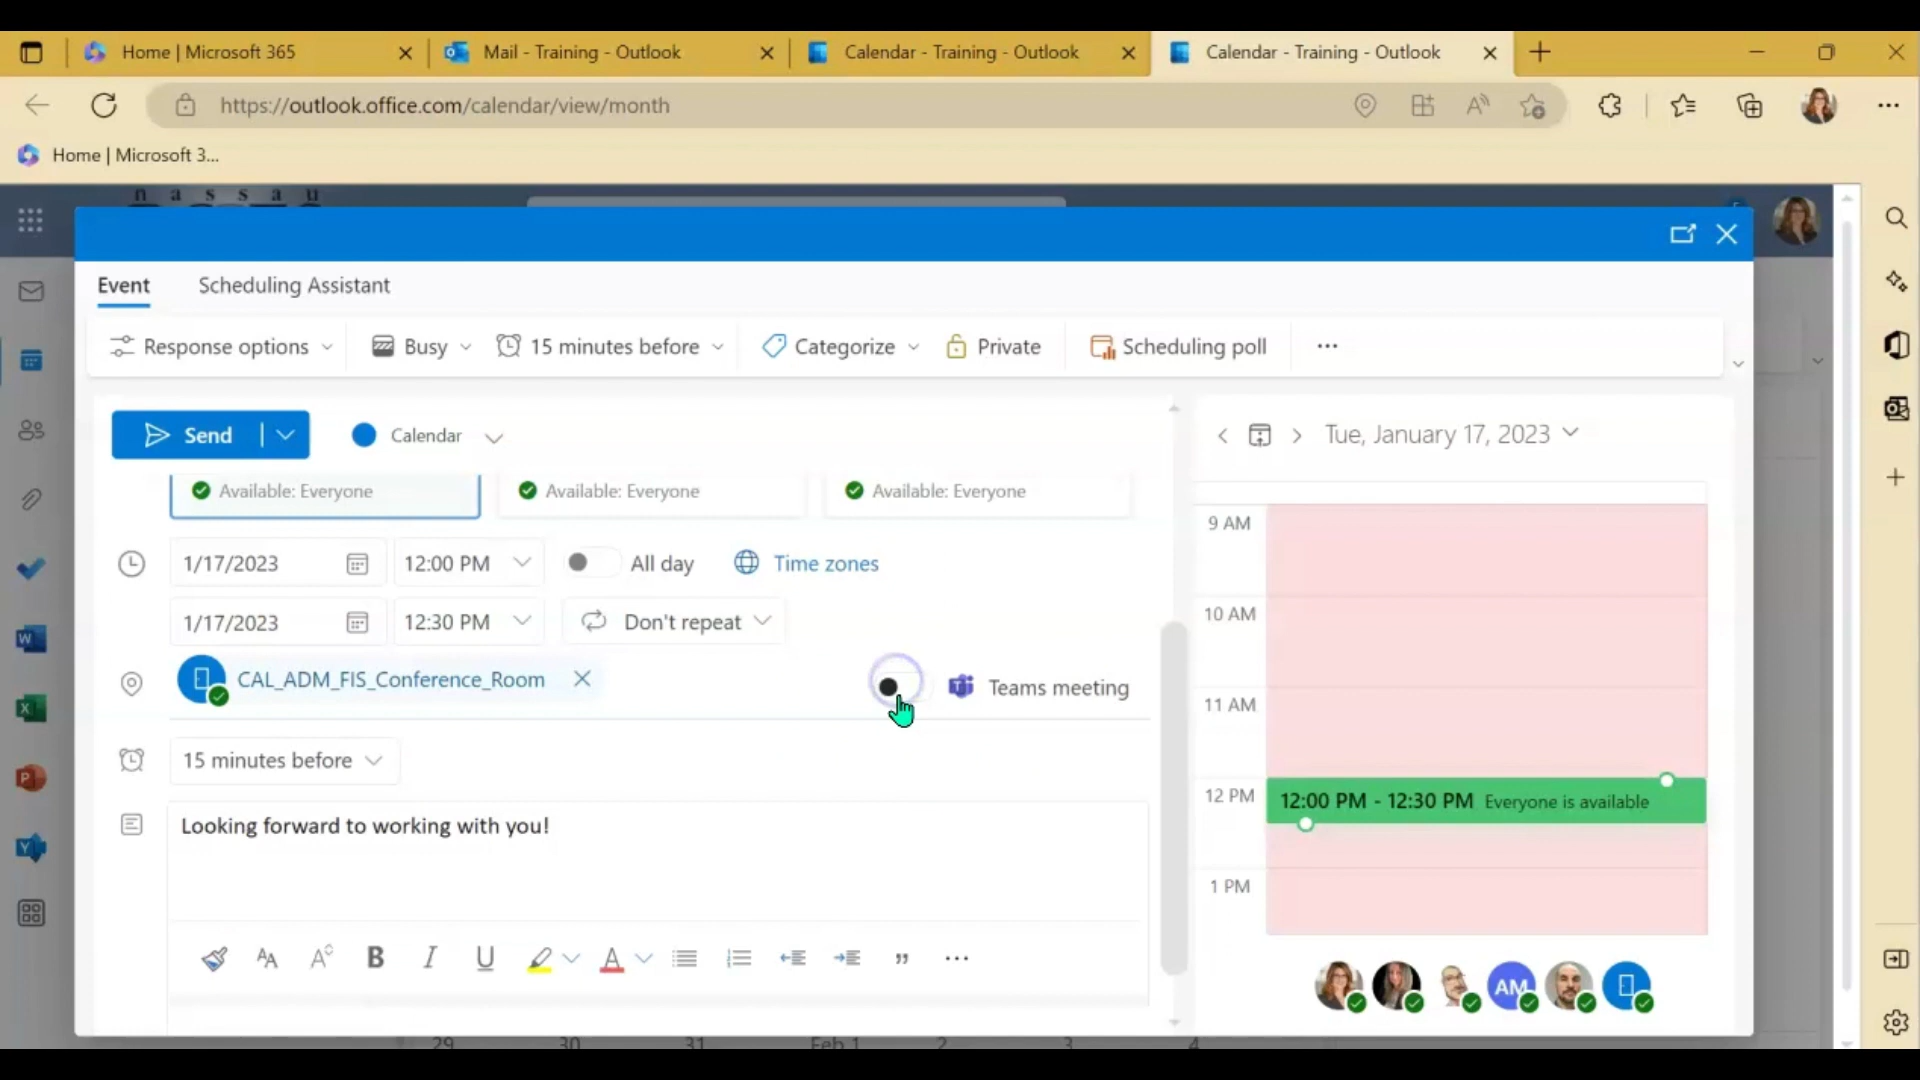 Home | Microsoft 365
Mail - Training - Outlook
Calendar - Training - Outlook
Calendar - Training - Outlook
https://outlook.office.com/calendar/view/month
Home | Microsoft 3...
nassau
Event
Scheduling Assistant
Response options
Busy
15 minutes before
Categorize
Private
Scheduling poll
Send
Calendar
Tue, January 17, 2023
Available: Everyone
Available: Everyone
Available: Everyone
9 AM
1/17/2023
12:00 PM
All day
Time zones
10 AM
1/17/2023
12:30 PM
Don't repeat
CAL_ADM_FIS_Conference_Room
Teams meeting
11 AM
15 minutes before
12 PM
12:00 PM - 12:30 PM Everyone is available
Looking forward to working with you!
1 PM
AM
29 30 31 Feb 1 2 3 4